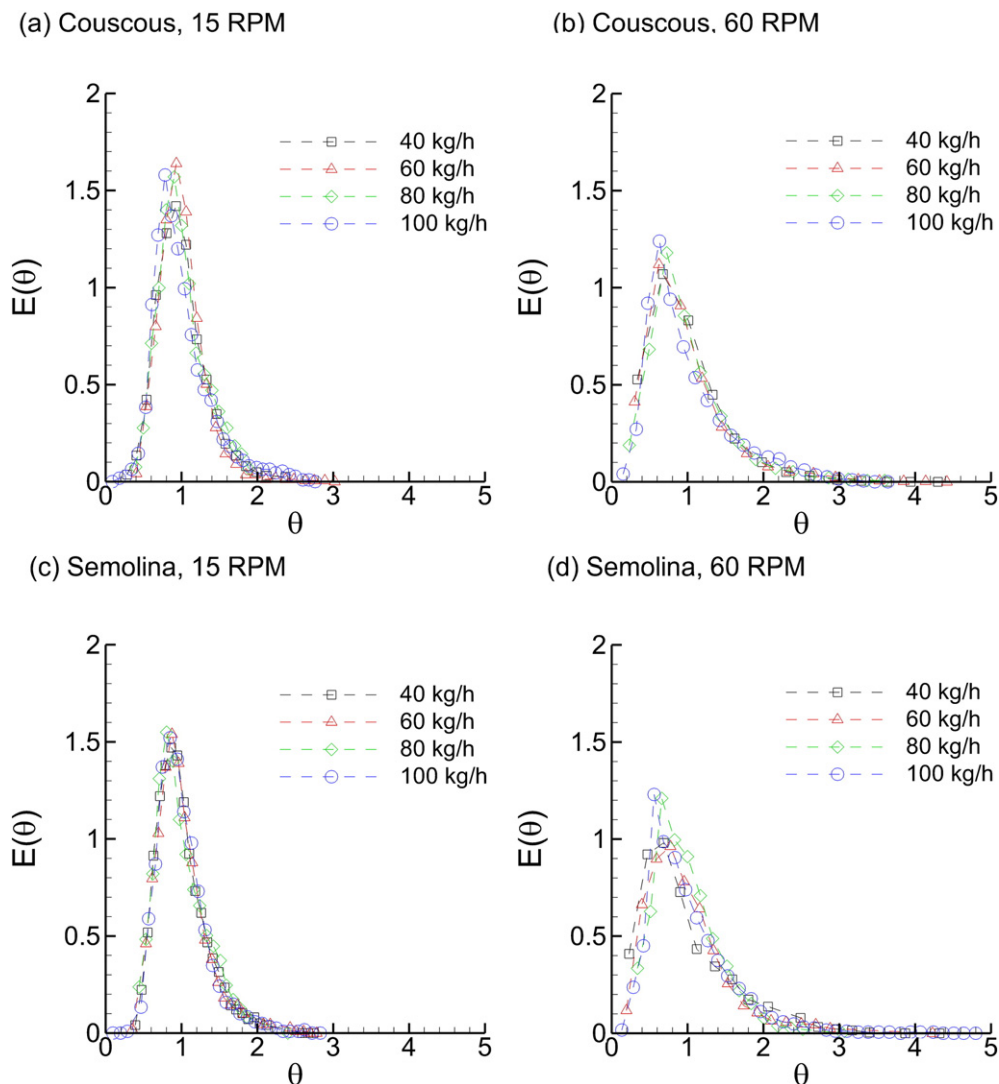 (a) Couscous, 15 RPM
2
1.5
1
0.5
0
0 1 2 3 4 5
E(θ)
θ
40 kg/h
60 kg/h
80 kg/h
100 kg/h
(b) Couscous, 60 RPM
2
1.5
1
0.5
0
0 1 2 3 4 5
E(θ)
θ
40 kg/h
60 kg/h
80 kg/h
100 kg/h
(c) Semolina, 15 RPM
2
1.5
1
0.5
0
0 1 2 3 4 5
E(θ)
θ
40 kg/h
60 kg/h
80 kg/h
100 kg/h
(d) Semolina, 60 RPM
2
1.5
1
0.5
0
0 1 2 3 4 5
E(θ)
θ
40 kg/h
60 kg/h
80 kg/h
100 kg/h